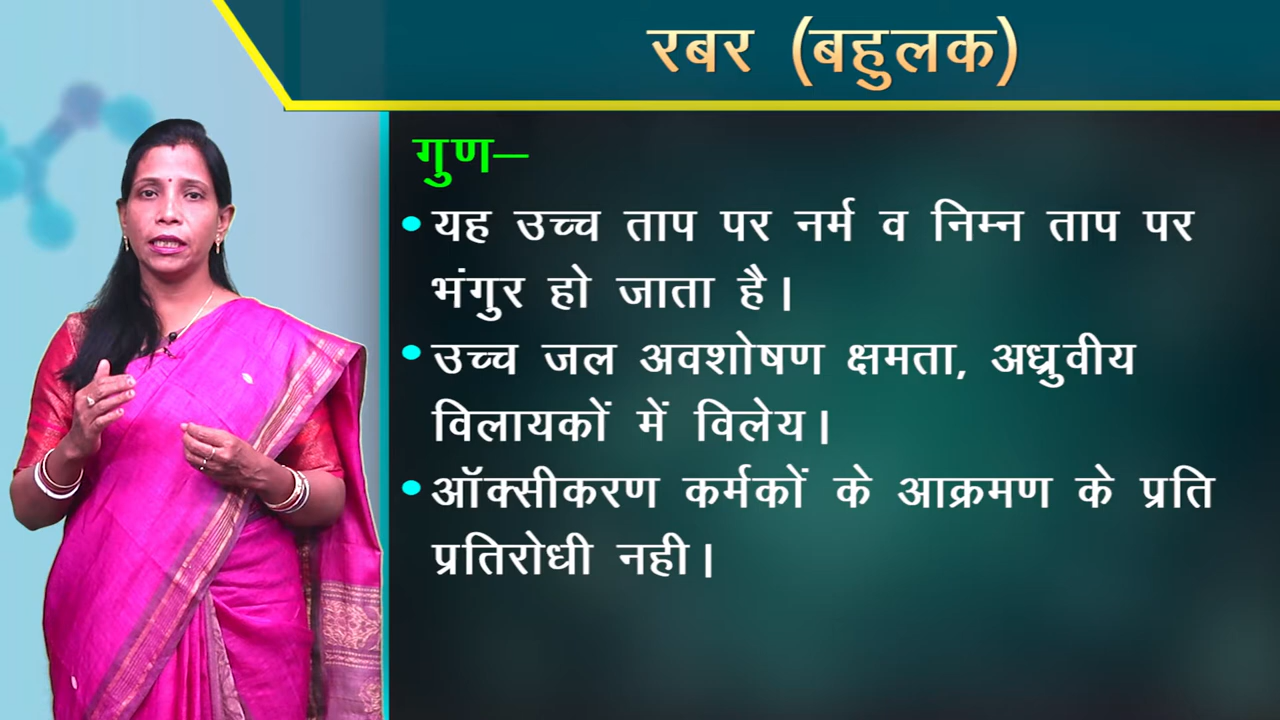 रबर (बहुलक)
गुण–
• यह उच्च ताप पर नर्म व निम्न ताप पर
भंगुर हो जाता है।
• उच्च जल अवशोषण क्षमता, अध्रुवीय
विलायकों में विलेय।
• ऑक्सीकरण कर्मकों के आक्रमण के प्रति
प्रतिरोधी नही।